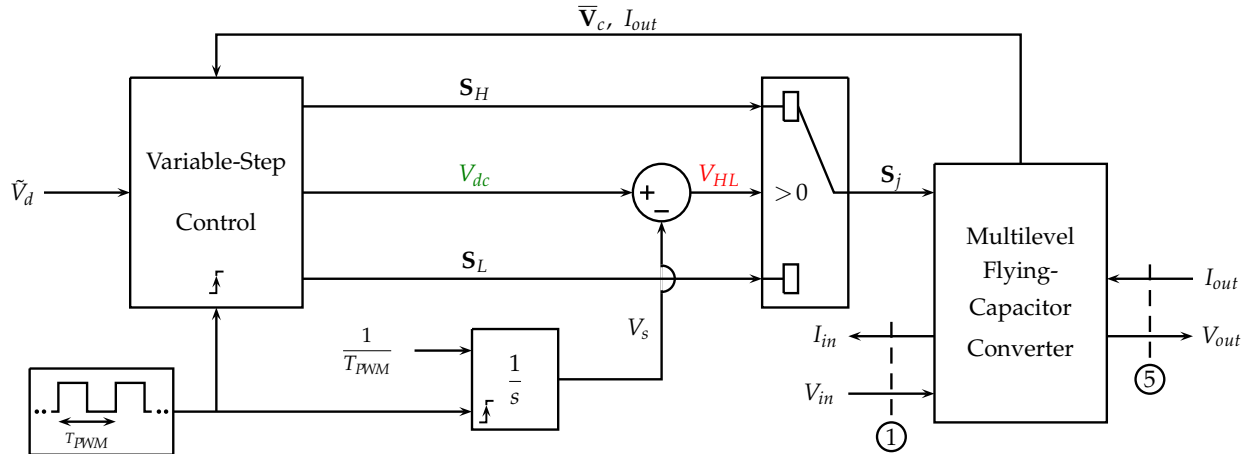 V̅c, Iout
SH
Variable-Step
Control
Ṽd
Vdc
+
−
VHL
> 0
Sj
SL
Multilevel
Flying-
Capacitor
Converter
Iout
Vout
Iin
Vin
1
5
Vs
1
TPWM
1
s
TPWM